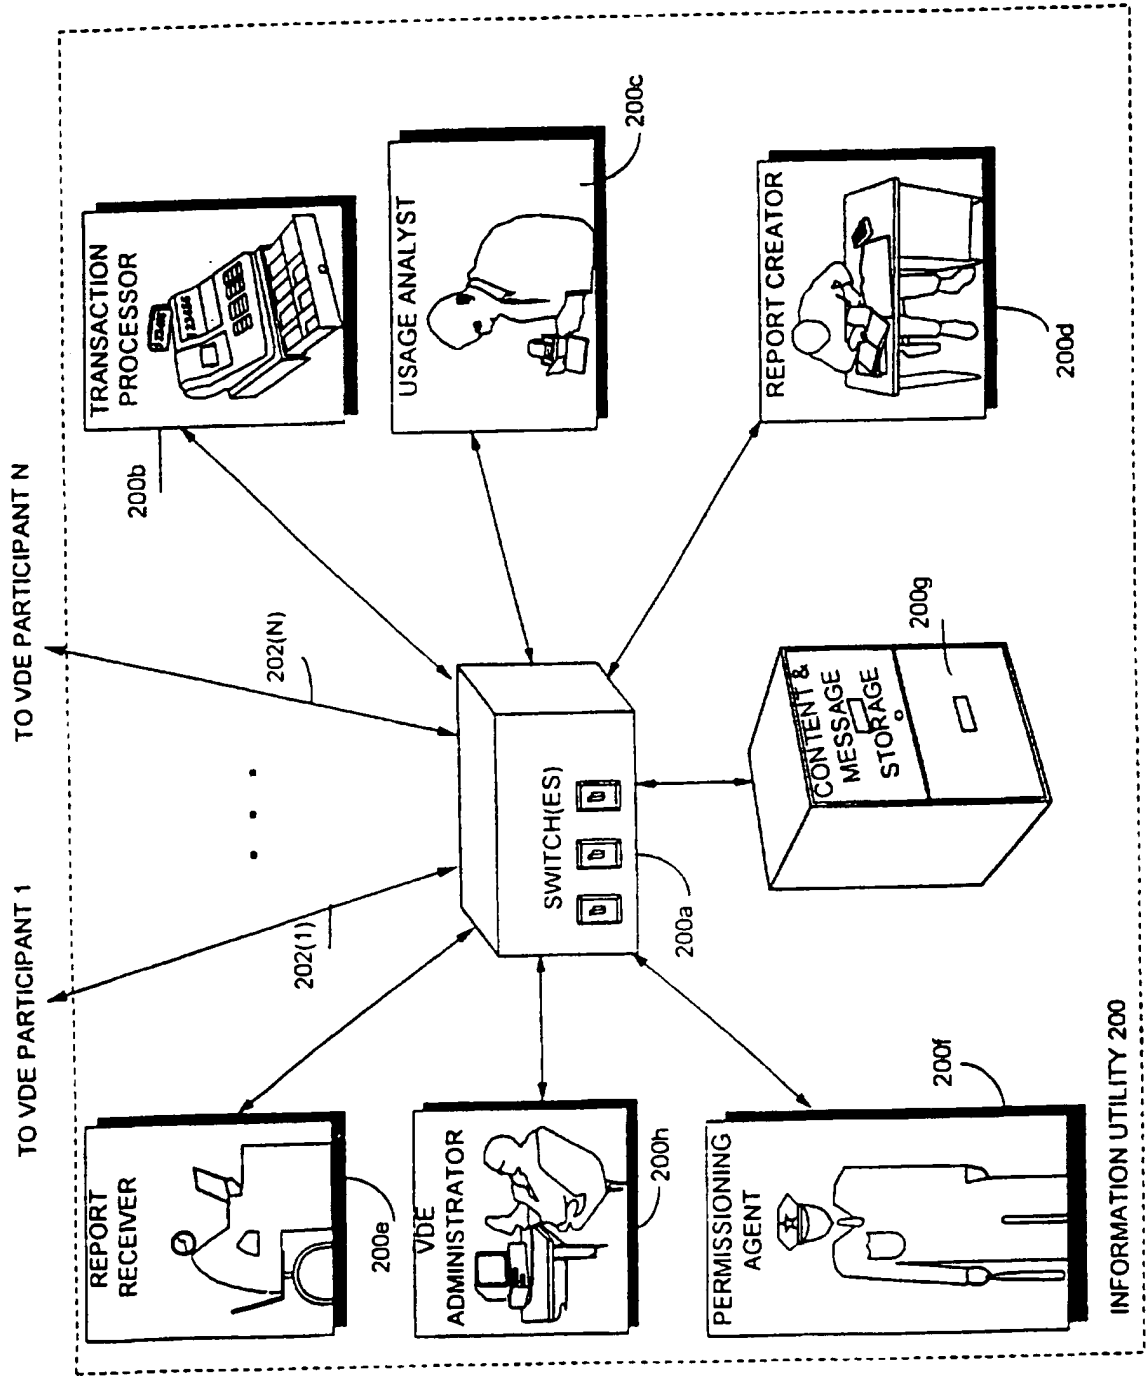 TO VDE PARTICIPANT 1
TO VDE PARTICIPANT N
202(1)
202(N)
REPORT
RECEIVER
200e
TRANSACTION
PROCESSOR
200b
VDE
ADMINISTRATOR
200h
SWITCH(ES)
200a
USAGE ANALYST
200c
PERMISSIONING
AGENT
200f
CONTENT &
MESSAGE
STORAGE
200g
REPORT CREATOR
200d
INFORMATION UTILITY 200